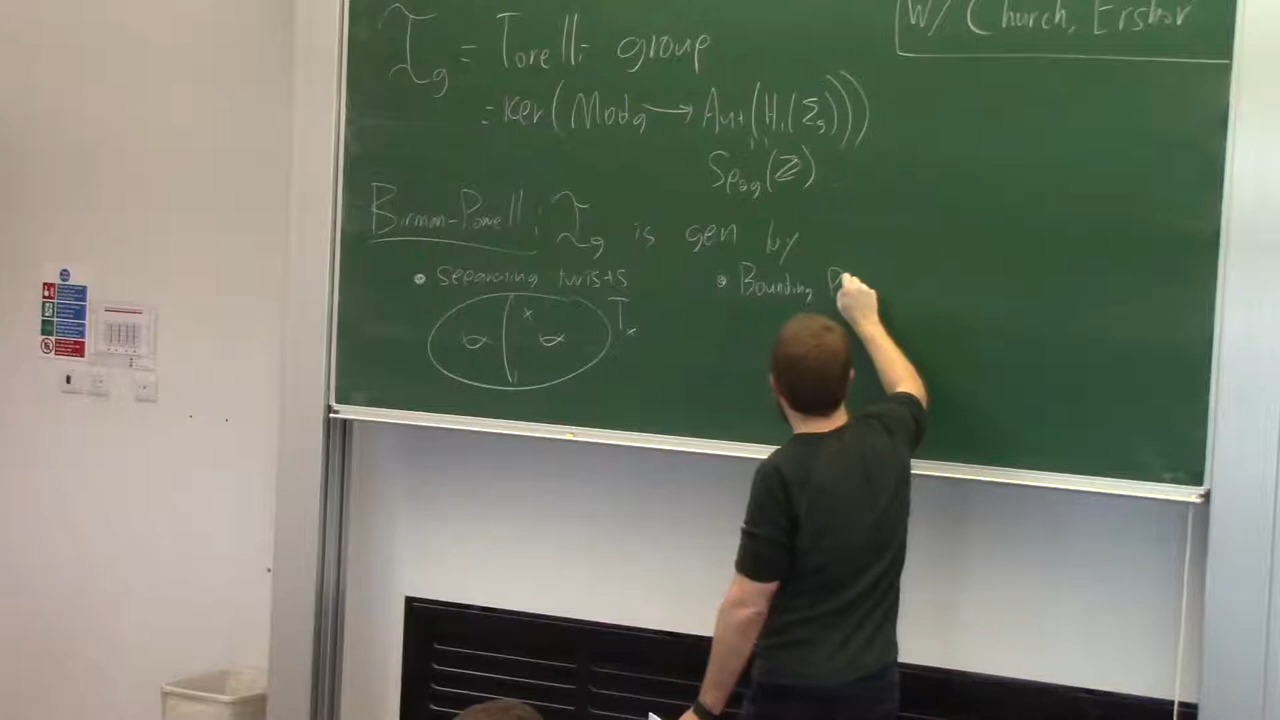 W/ Church, Ershov
𝓘g = Torelli group
= Ker(Modg → Aut(H₁(Σg)))
Sp₂g(ℤ)
Birman-Powell: 𝓘g is gen by
• separating twists
• Bounding P
x
Tx